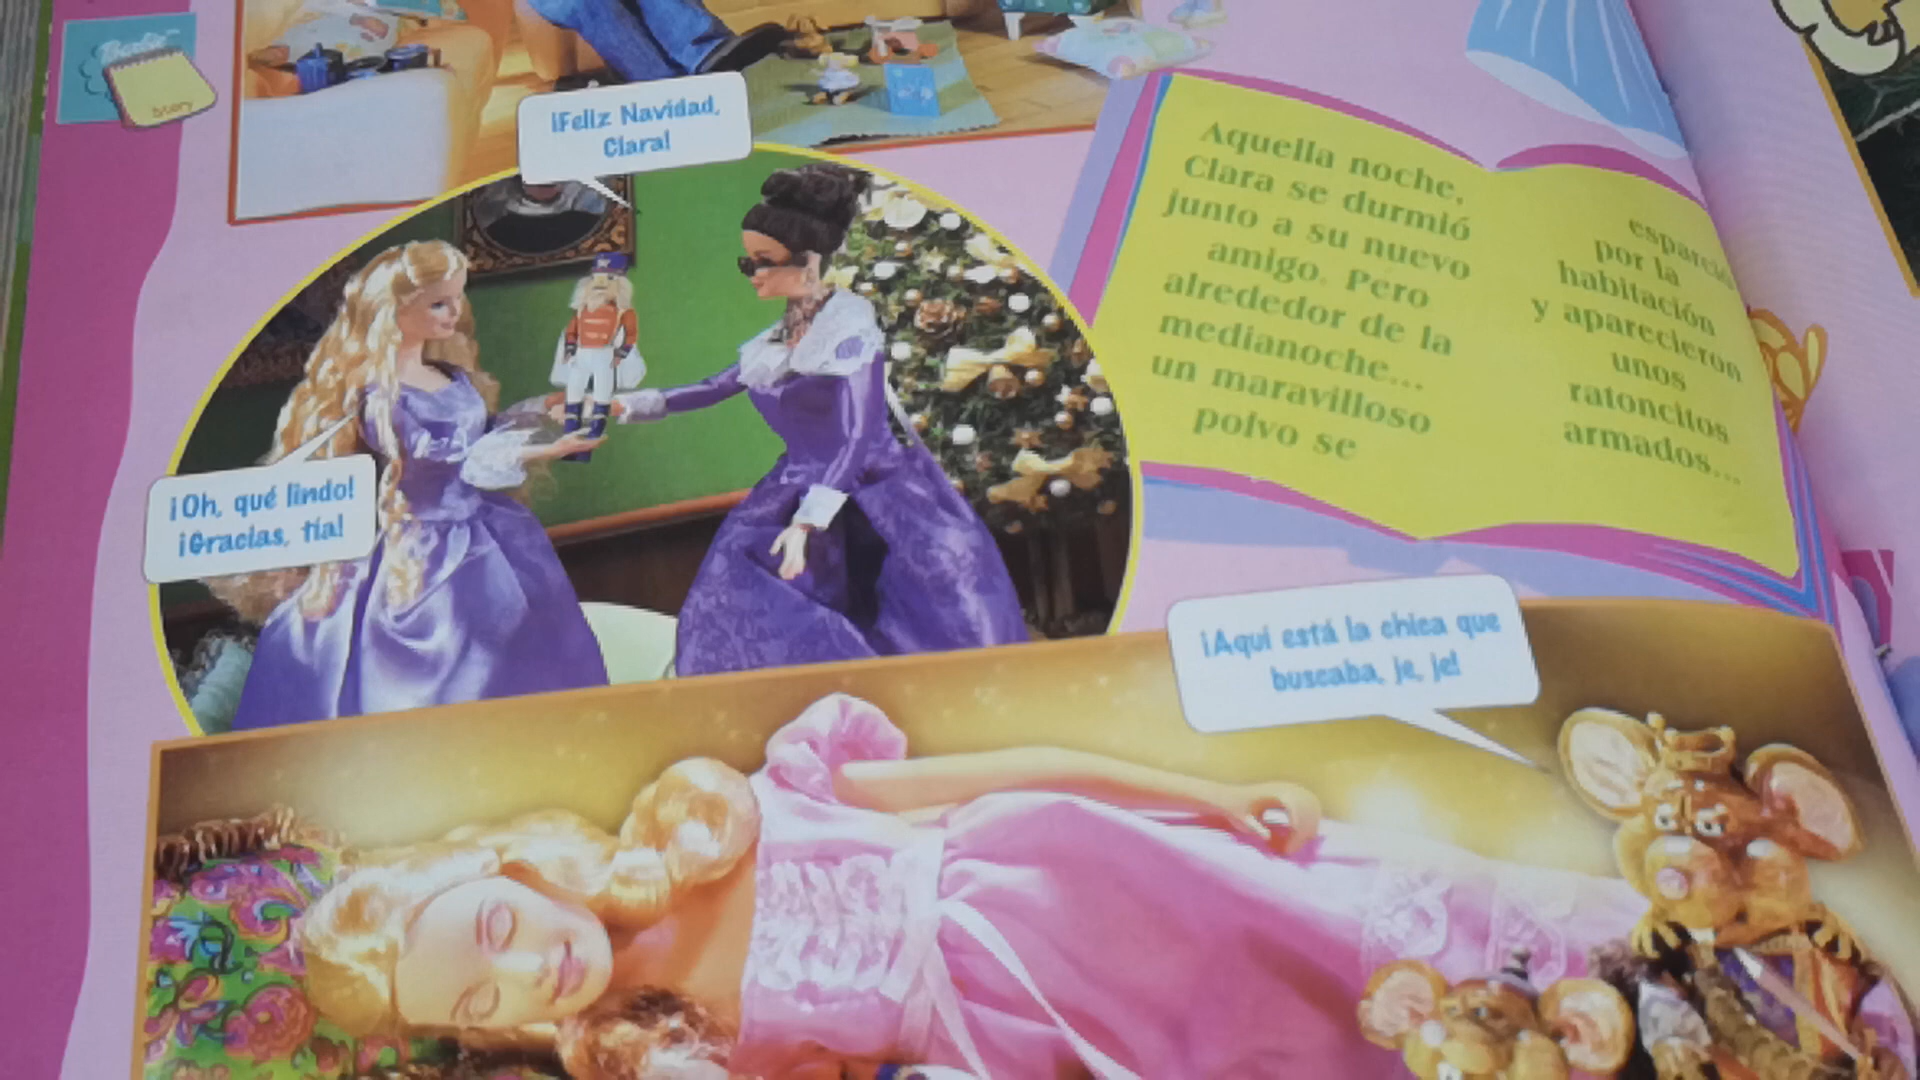 Barbie™
Story
¡Feliz Navidad,
Clara!
¡Oh, qué lindo!
¡Gracias, tía!
Aquella noche,
Clara se durmió
junto a su nuevo
amigo. Pero
alrededor de la
medianoche...
un maravilloso
polvo se
por la
habitación
y aparecieron
unos
ratoncitos
armados...
¡Aquí está la chica que
buscaba, je, je!